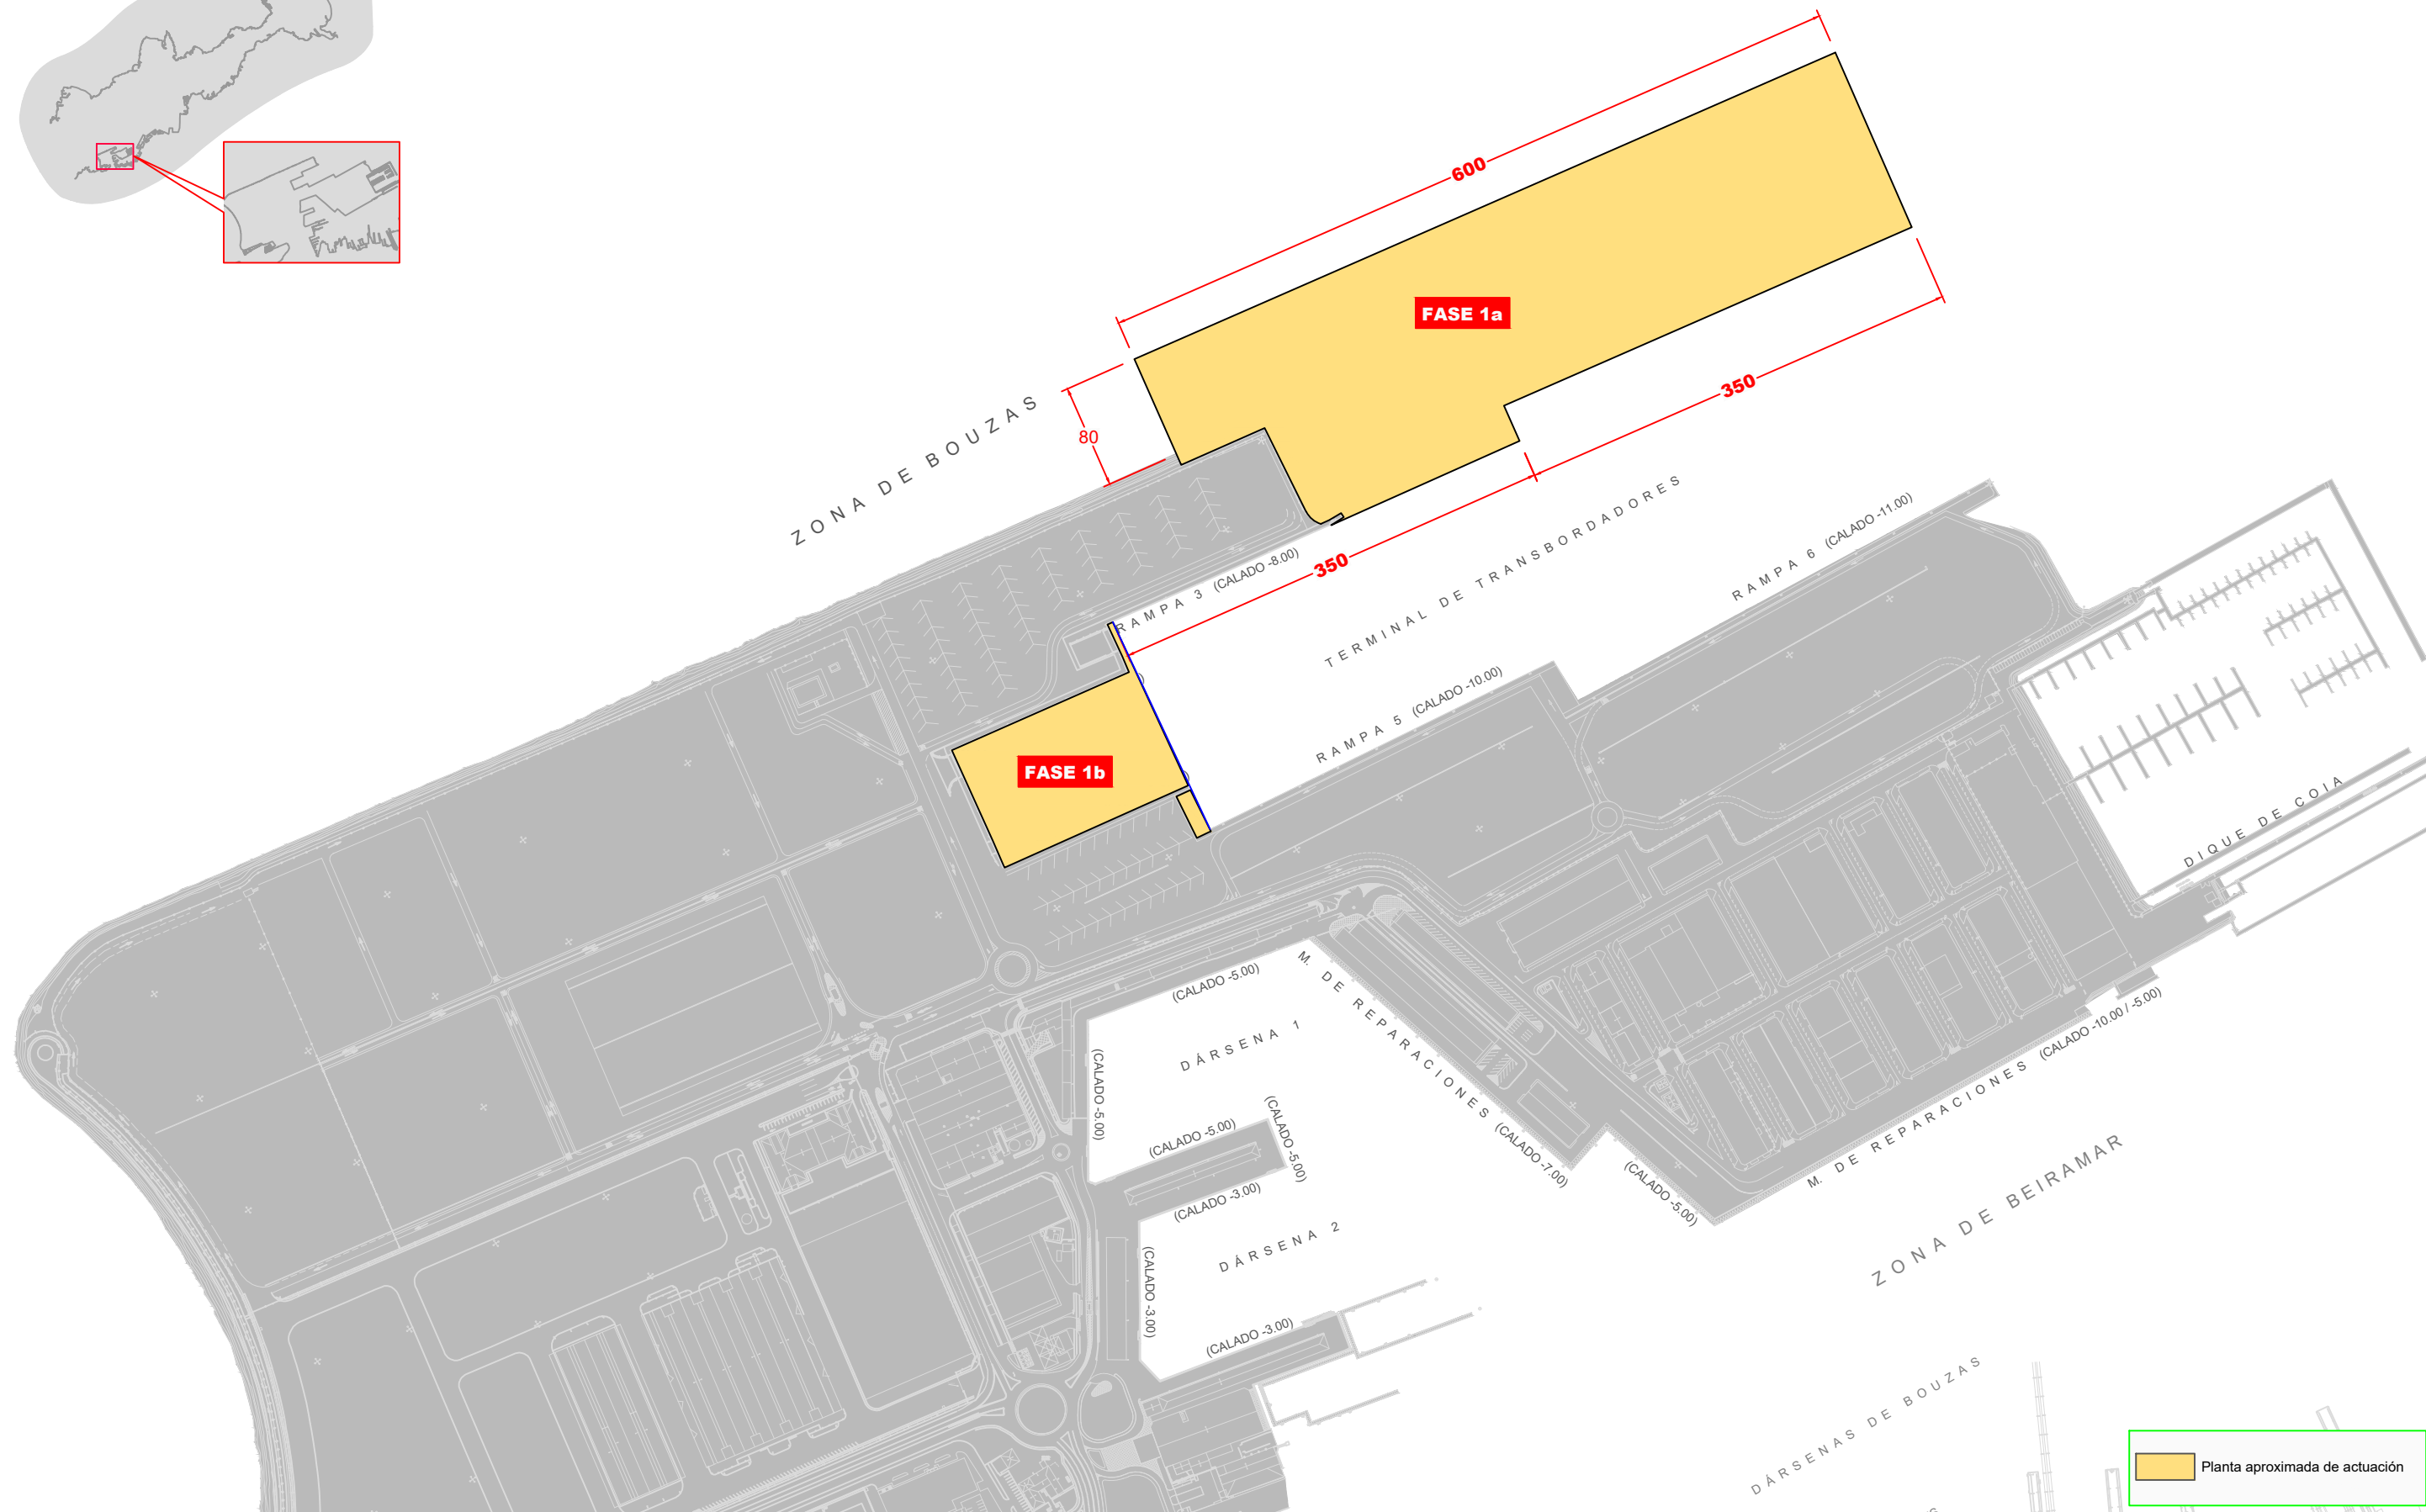 600
FASE 1a
350
80
ZONA DE BOUZAS
350
RAMPA 3 (CALADO -8.00)
TERMINAL DE TRANSBORDADORES
RAMPA 6 (CALADO -11.00)
RAMPA 5 (CALADO -10.00)
FASE 1b
DIQUE DE COIA
(CALADO -5.00)
M. DE REPARACIONES (CALADO -7.00)
DÁRSENA 1
(CALADO -5.00)
(CALADO -5.00)
(CALADO -5.00)
(CALADO -3.00)
(CALADO -5.00)
M. DE REPARACIONES (CALADO -10.00 / -5.00)
ZONA DE BEIRAMAR
DÁRSENA 2
(CALADO -3.00)
(CALADO -3.00)
DÁRSENAS DE BOUZAS
Planta aproximada de actuación